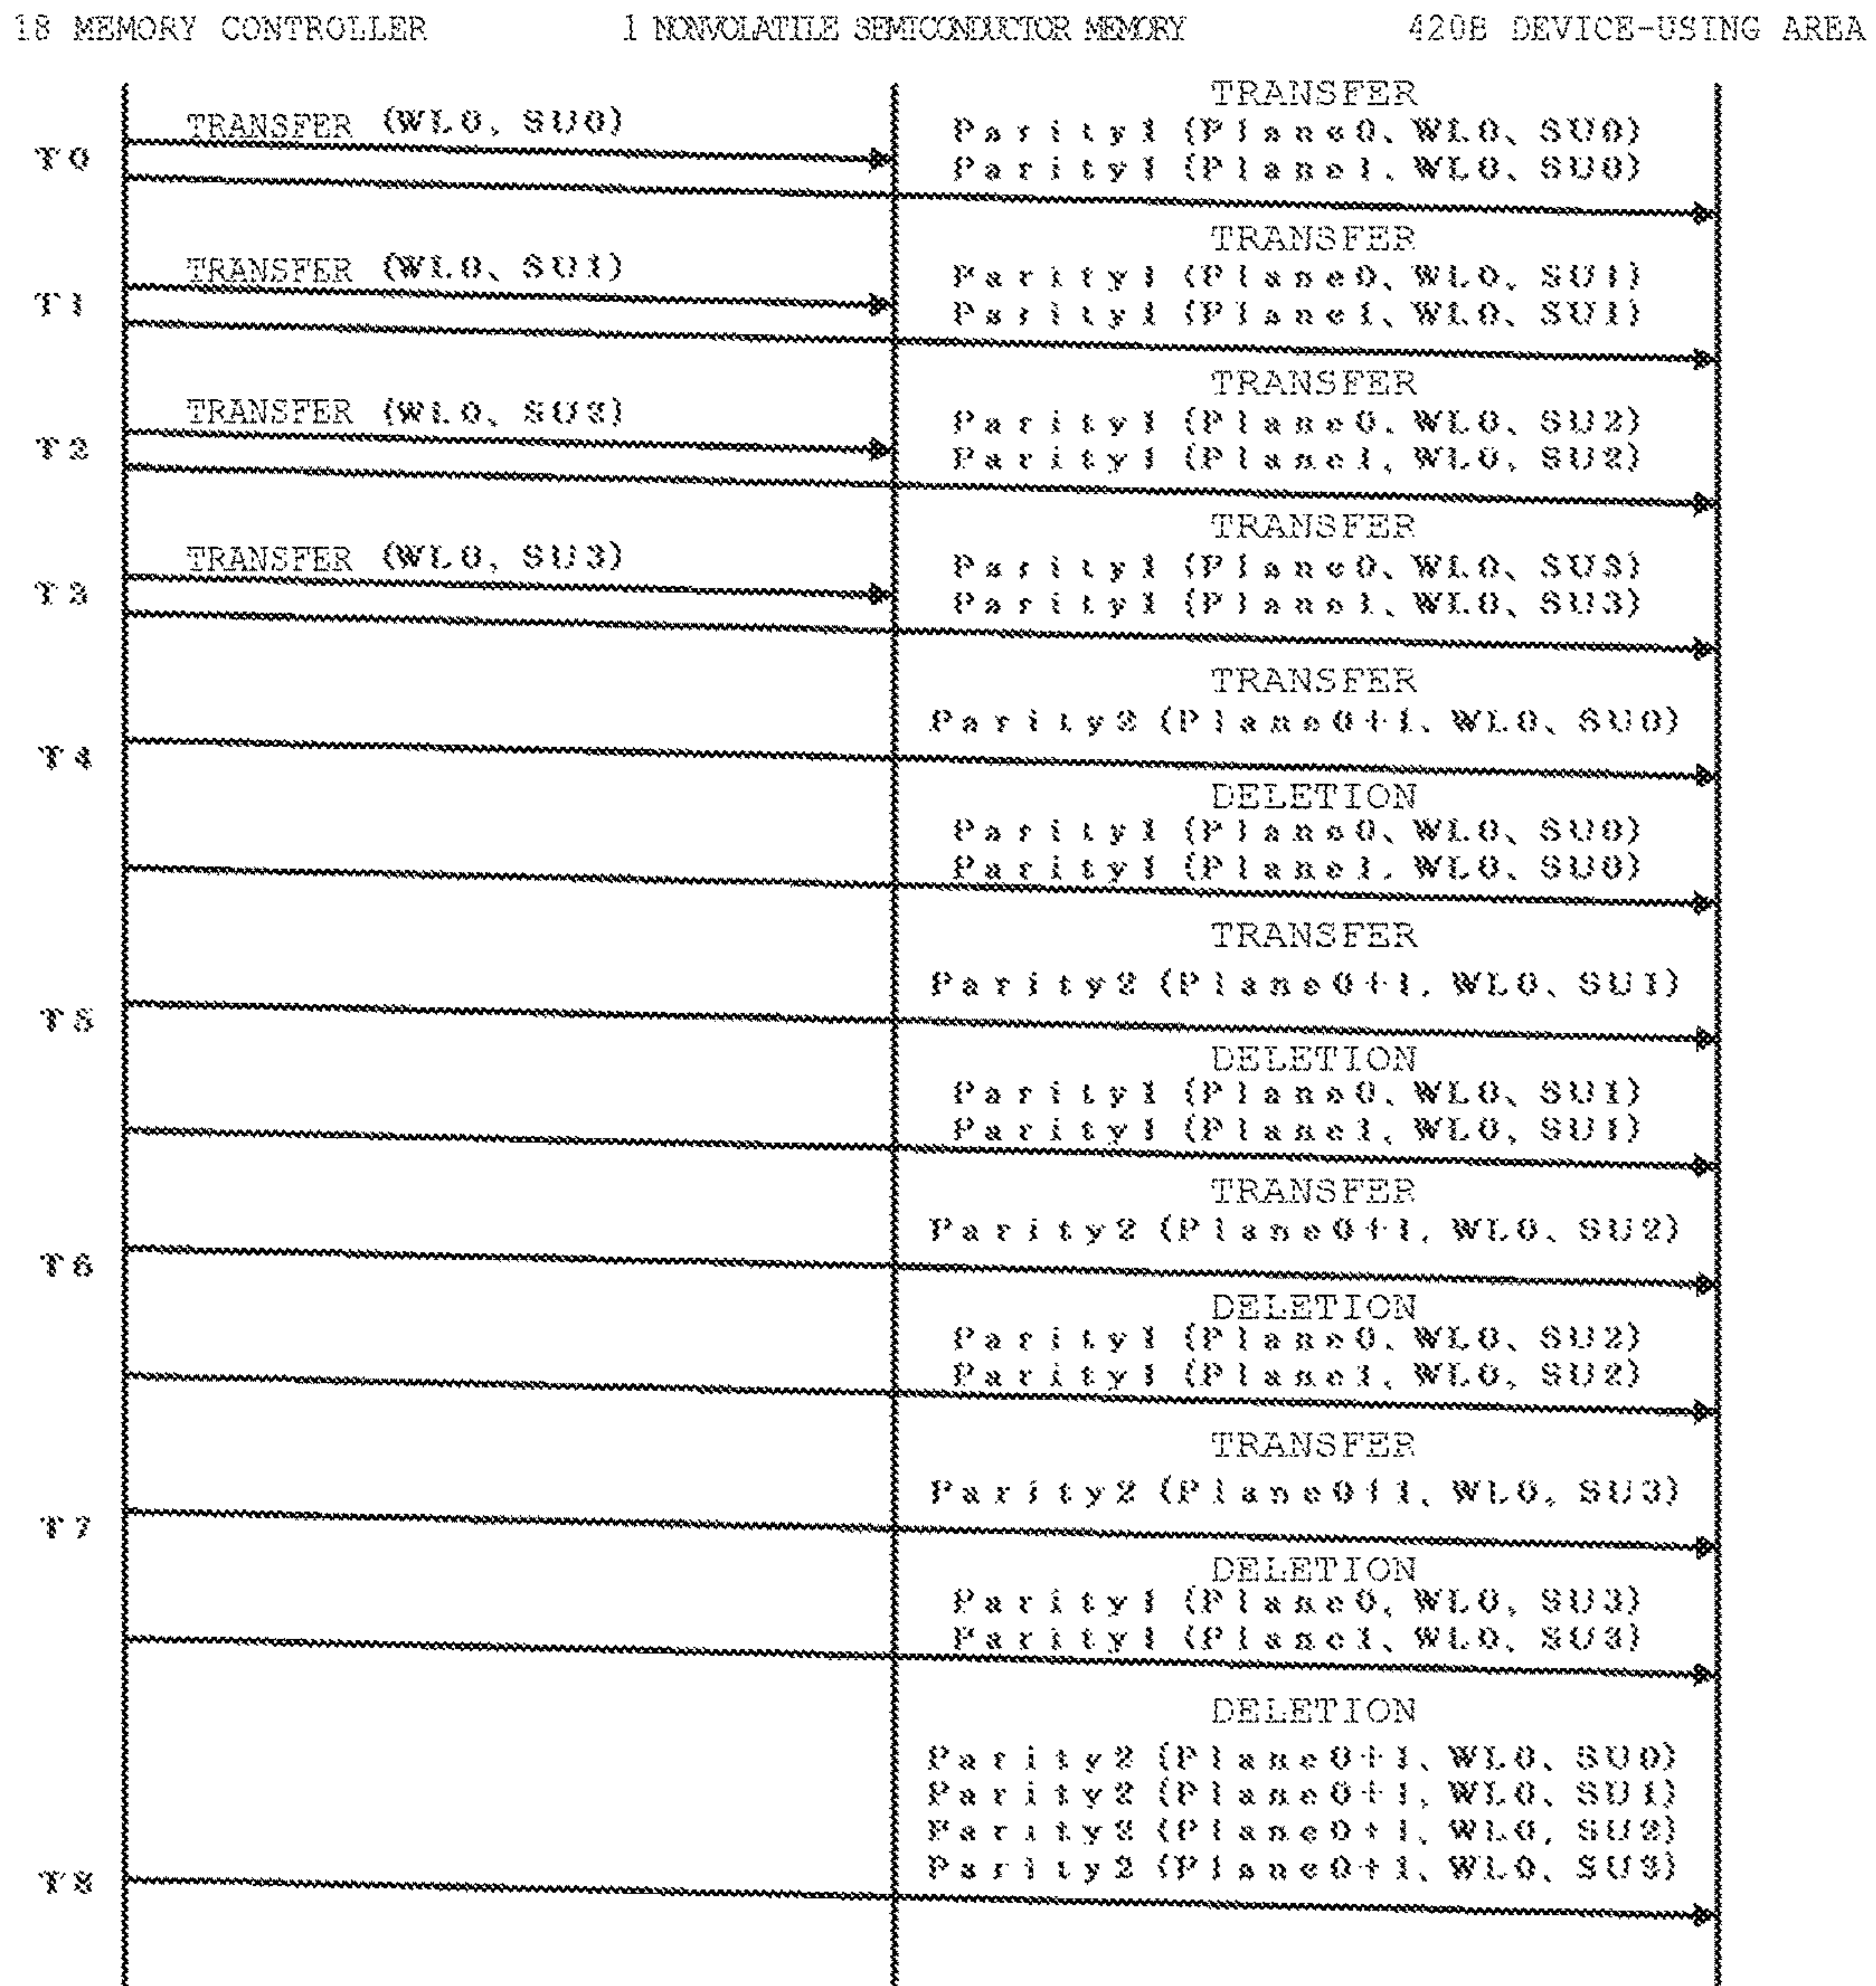 18 MEMORY CONTROLLER
1 NONVOLATILE SEMICONDUCTOR MEMORY
420B DEVICE-USING AREA
TRANSFER
TRANSFER (WL0, SU0)
Parity1 (Plane0, WL0, SU0)
T0
Parity1 (Plane1, WL0, SU0)
TRANSFER
TRANSFER (WL0, SU1)
Parity1 (Plane0, WL0, SU1)
T1
Parity1 (Plane1, WL0, SU1)
TRANSFER
TRANSFER (WL0, SU2)
Parity1 (Plane0, WL0, SU2)
T2
Parity1 (Plane1, WL0, SU2)
TRANSFER
TRANSFER (WL0, SU3)
Parity1 (Plane0, WL0, SU3)
T3
Parity1 (Plane1, WL0, SU3)
TRANSFER
Parity2 (Plane0+1, WL0, SU0)
T4
DELETION
Parity1 (Plane0, WL0, SU0)
Parity1 (Plane1, WL0, SU0)
TRANSFER
Parity2 (Plane0+1, WL0, SU1)
T5
DELETION
Parity1 (Plane0, WL0, SU1)
Parity1 (Plane1, WL0, SU1)
TRANSFER
Parity2 (Plane0+1, WL0, SU2)
T6
DELETION
Parity1 (Plane0, WL0, SU2)
Parity1 (Plane1, WL0, SU2)
TRANSFER
Parity2 (Plane0+1, WL0, SU3)
T7
DELETION
Parity1 (Plane0, WL0, SU3)
Parity1 (Plane1, WL0, SU3)
DELETION
Parity2 (Plane0+1, WL0, SU0)
Parity2 (Plane0+1, WL0, SU1)
Parity2 (Plane0+1, WL0, SU2)
Parity2 (Plane0+1, WL0, SU3)
T8